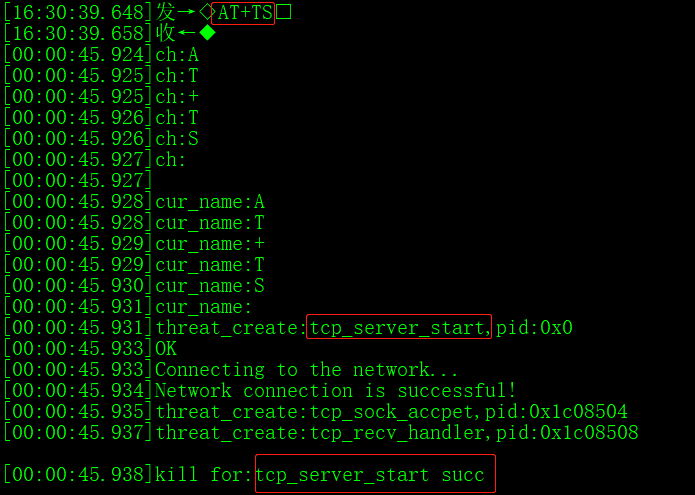 [16:30:39.648]发→◇AT+TS□
[16:30:39.658]收←◆
[00:00:45.924]ch:A
[00:00:45.925]ch:T
[00:00:45.925]ch:+
[00:00:45.926]ch:T
[00:00:45.926]ch:S
[00:00:45.927]ch:
[00:00:45.927]
[00:00:45.928]cur_name:A
[00:00:45.928]cur_name:T
[00:00:45.929]cur_name:+
[00:00:45.929]cur_name:T
[00:00:45.930]cur_name:S
[00:00:45.931]cur_name:
[00:00:45.931]threat_create:tcp_server_start,pid:0x0
[00:00:45.933]OK
[00:00:45.933]Connecting to the network...
[00:00:45.934]Network connection is successful!
[00:00:45.935]threat_create:tcp_sock_accpet,pid:0x1c08504
[00:00:45.937]threat_create:tcp_recv_handler,pid:0x1c08508
[00:00:45.938]kill for:tcp_server_start succ